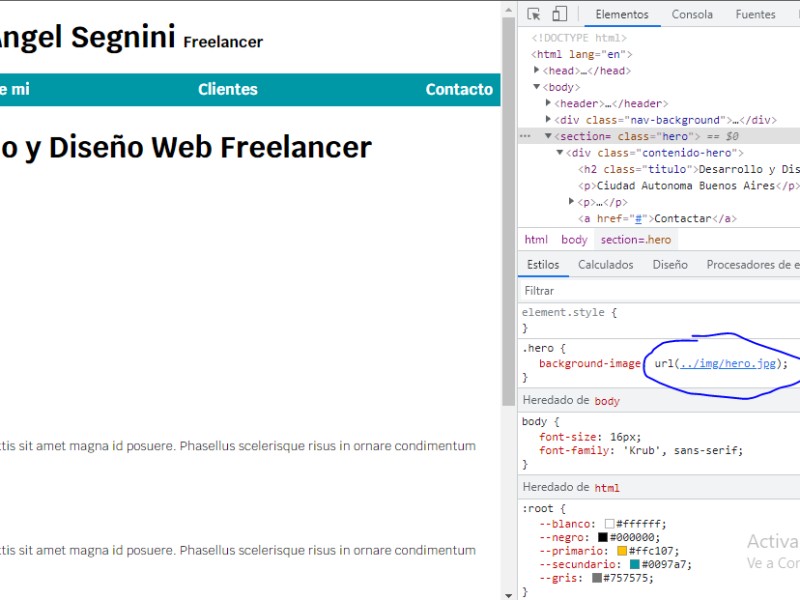 Angel Segnini Freelancer
e mi Clientes Contacto
o y Diseño Web Freelancer
ttis sit amet magna id posuere. Phasellus scelerisque risus in ornare condimentum
ttis sit amet magna id posuere. Phasellus scelerisque risus in ornare condimentum
Elementos Consola Fuentes
<!DOCTYPE html>
<html lang="en">
<head>…</head>
<body>
<header>…</header>
<div class="nav-background">…</div>
… <section= class="hero"> == $0
<div class="contenido-hero">
<h2 class="titulo">Desarrollo y Dis
<p>Ciudad Autonoma Buenos Aires</p>
<p>…</p>
<a href="#">Contactar</a>
html body section=.hero
Estilos Calculados Diseño Procesadores de e
Filtrar
element.style {
}
.hero {
background-image url(../img/hero.jpg);
}
Heredado de body
body {
font-size: 16px;
font-family: 'Krub', sans-serif;
}
Heredado de html
:root {
--blanco: #ffffff;
--negro: #000000;
--primario: #ffc107;
--secundario: #0097a7;
--gris: #757575;
}
Activa
Ve a Con